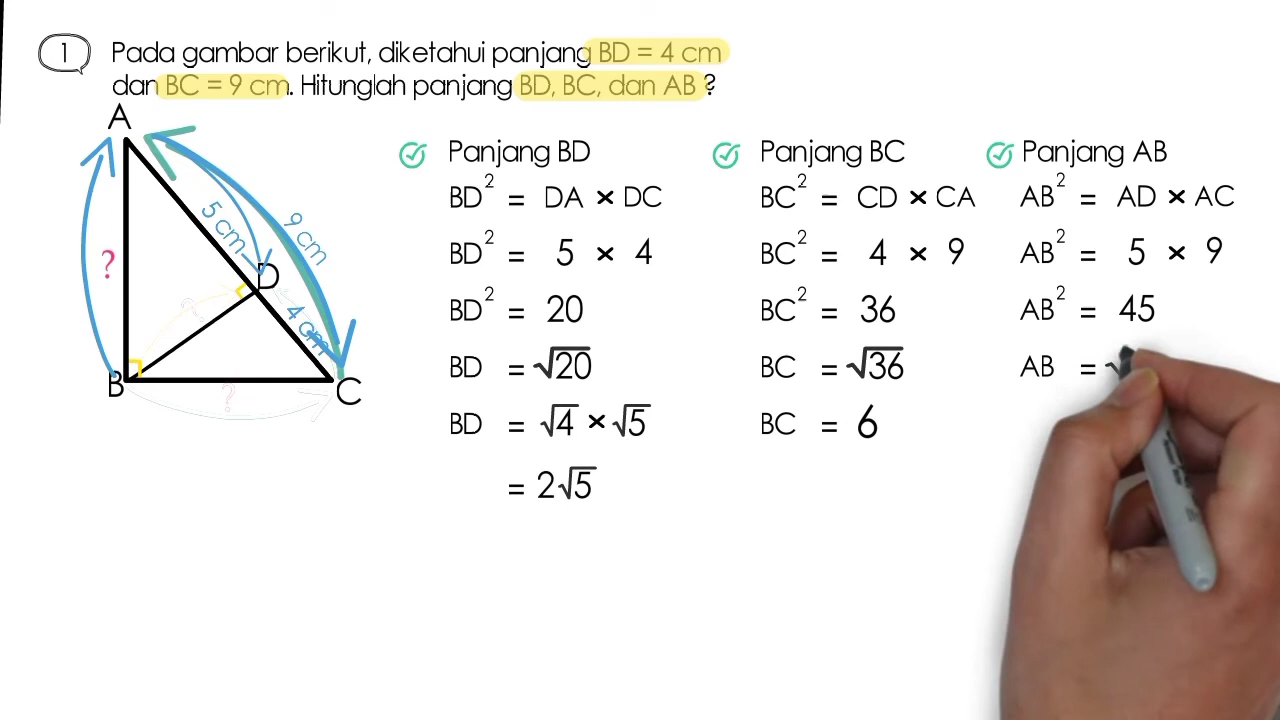 1
Pada gambar berikut, diketahui panjang BD = 4 cm
dan BC = 9 cm. Hitunglah panjang BD, BC, dan AB ?
A
?
5 cm
9 cm
D
4 cm
B
?
C
Panjang BD
BD² = DA × DC
BD² = 5 × 4
BD² = 20
BD = √20
BD = √4 × √5
= 2√5
Panjang BC
BC² = CD × CA
BC² = 4 × 9
BC² = 36
BC = √36
BC = 6
Panjang AB
AB² = AD × AC
AB² = 5 × 9
AB² = 45
AB = √